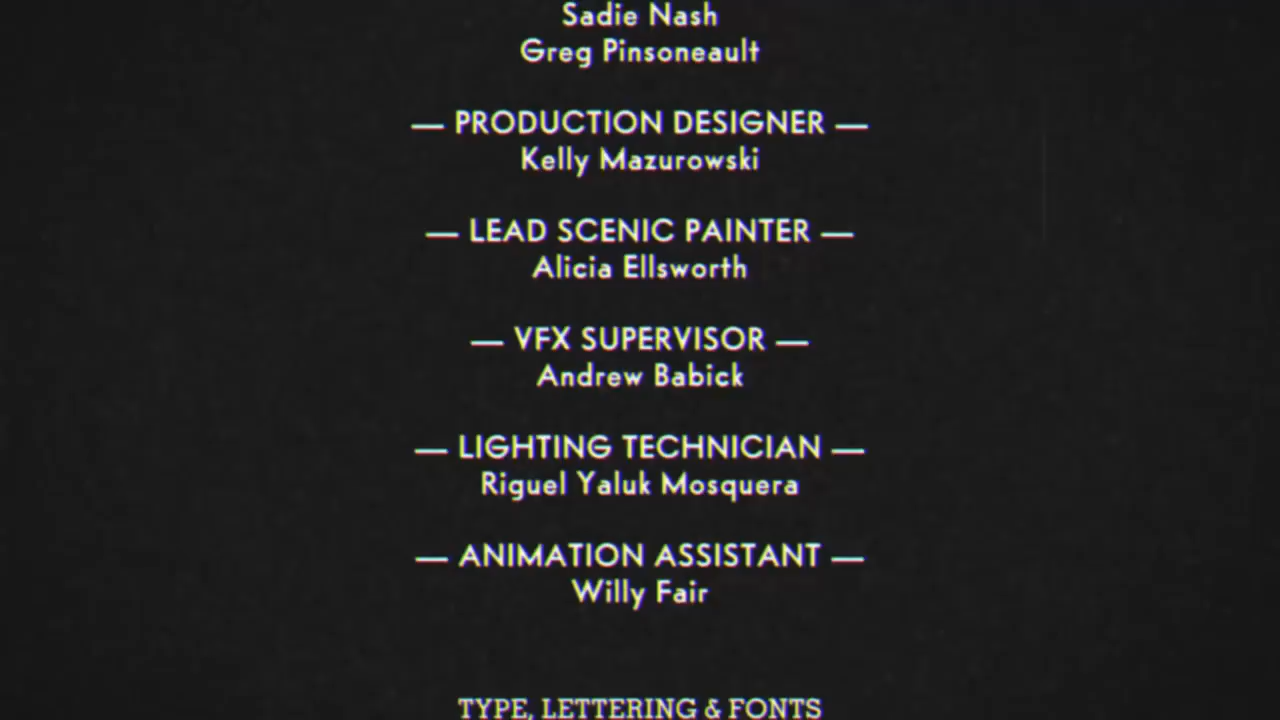 Sadie Nash
Greg Pinsoneault
— PRODUCTION DESIGNER —
Kelly Mazurowski
— LEAD SCENIC PAINTER —
Alicia Ellsworth
— VFX SUPERVISOR —
Andrew Babick
— LIGHTING TECHNICIAN —
Riguel Yaluk Mosquera
— ANIMATION ASSISTANT —
Willy Fair
TYPE, LETTERING & FONTS